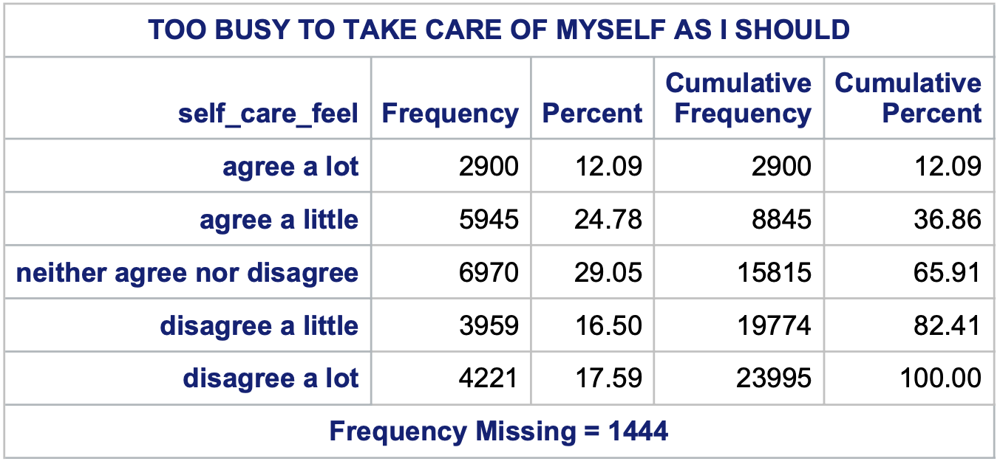 TOO BUSY TO TAKE CARE OF MYSELF AS I SHOULD
self_care_feel Frequency Percent Cumulative Frequency Cumulative Percent
agree a lot 2900 12.09 2900 12.09
agree a little 5945 24.78 8845 36.86
neither agree nor disagree 6970 29.05 15815 65.91
disagree a little 3959 16.50 19774 82.41
disagree a lot 4221 17.59 23995 100.00
Frequency Missing = 1444